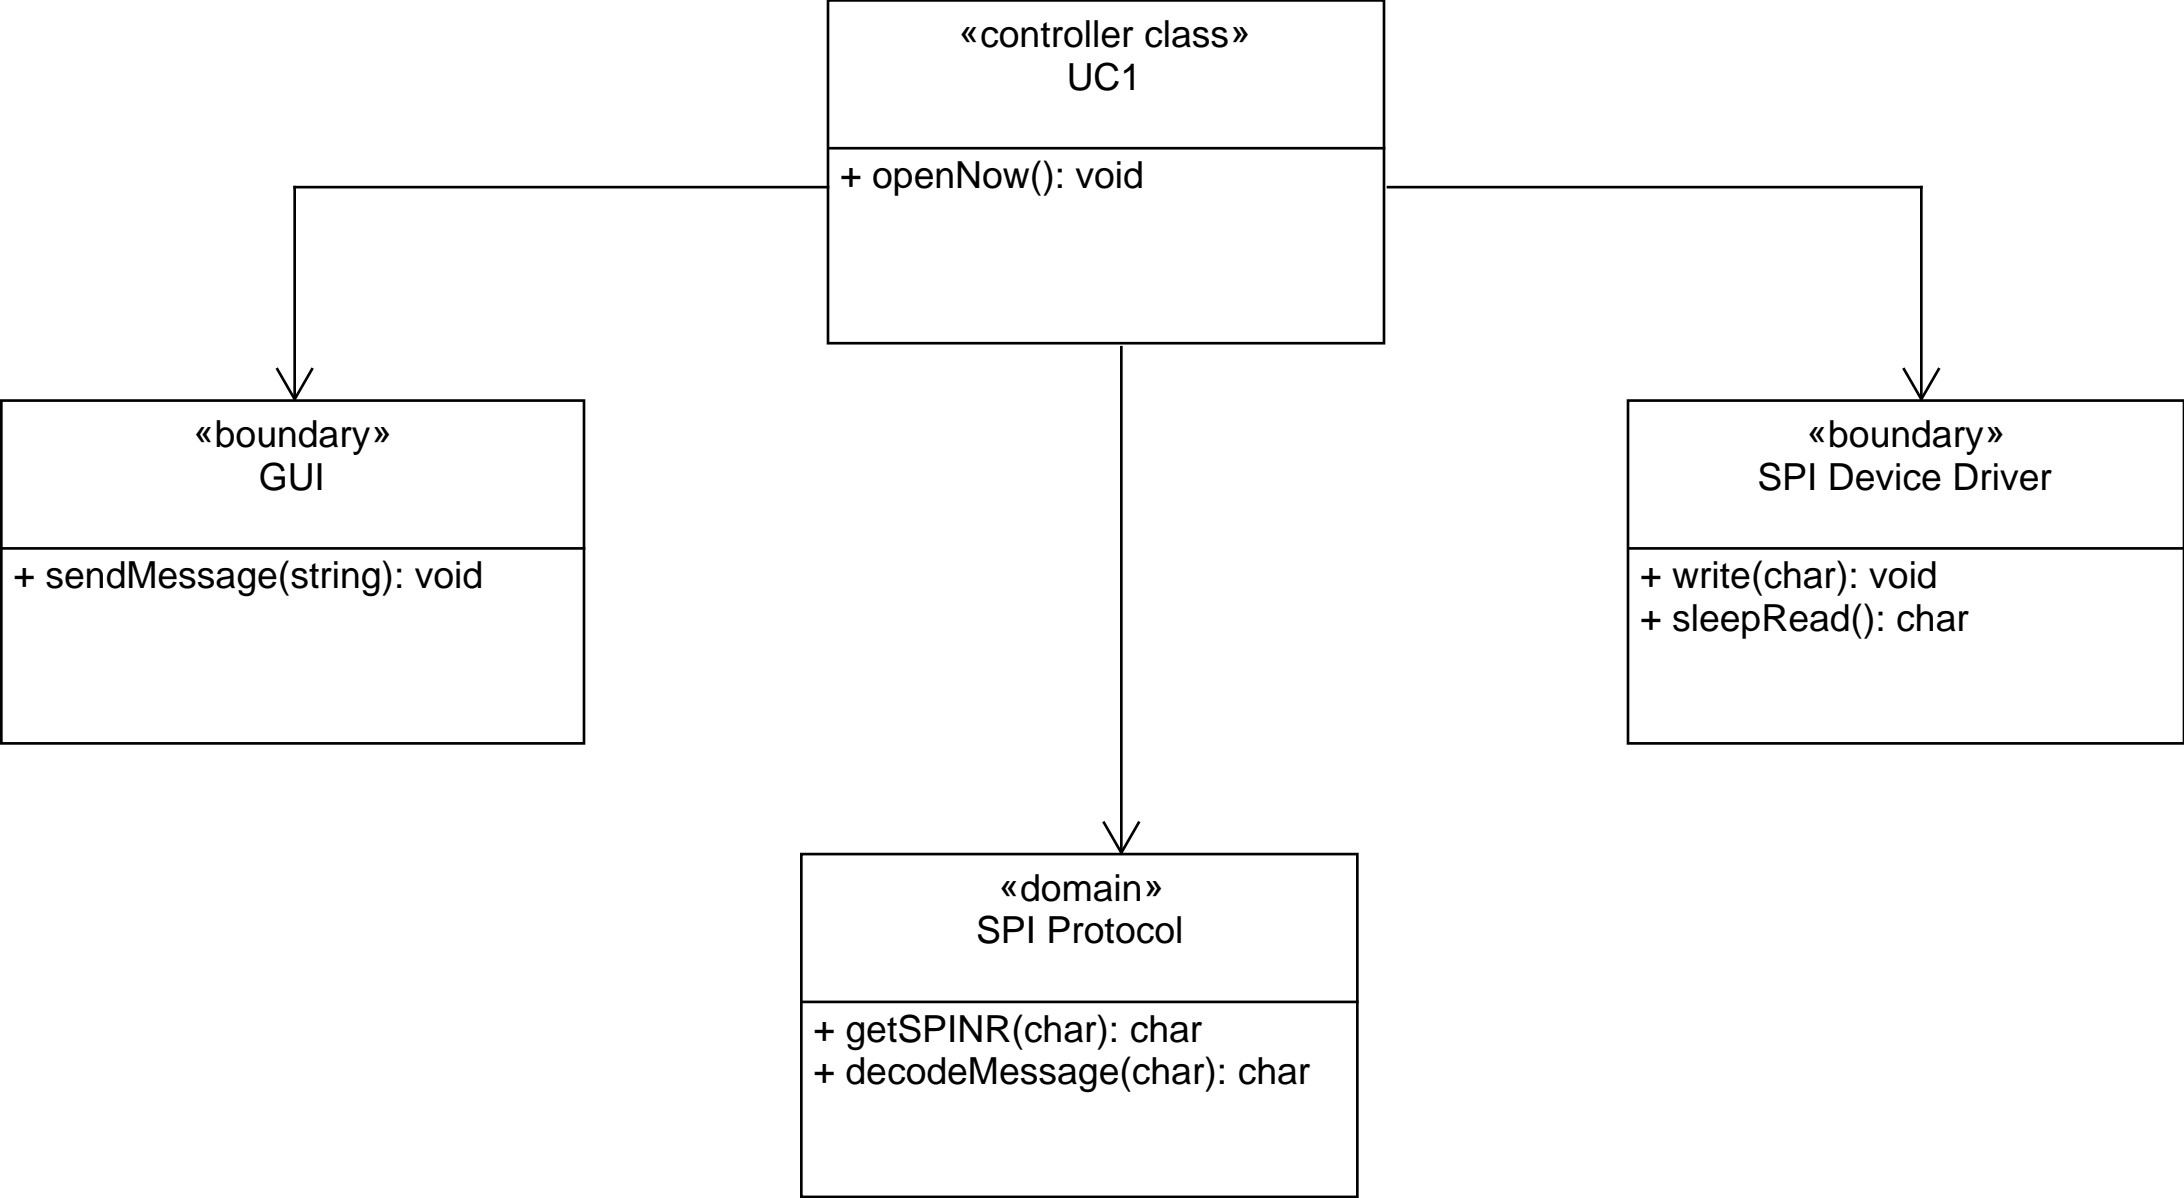 «controller class»
UC1
+ openNow(): void
«boundary»
GUI
+ sendMessage(string): void
«boundary»
SPI Device Driver
+ write(char): void
+ sleepRead(): char
«domain»
SPI Protocol
+ getSPINR(char): char
+ decodeMessage(char): char